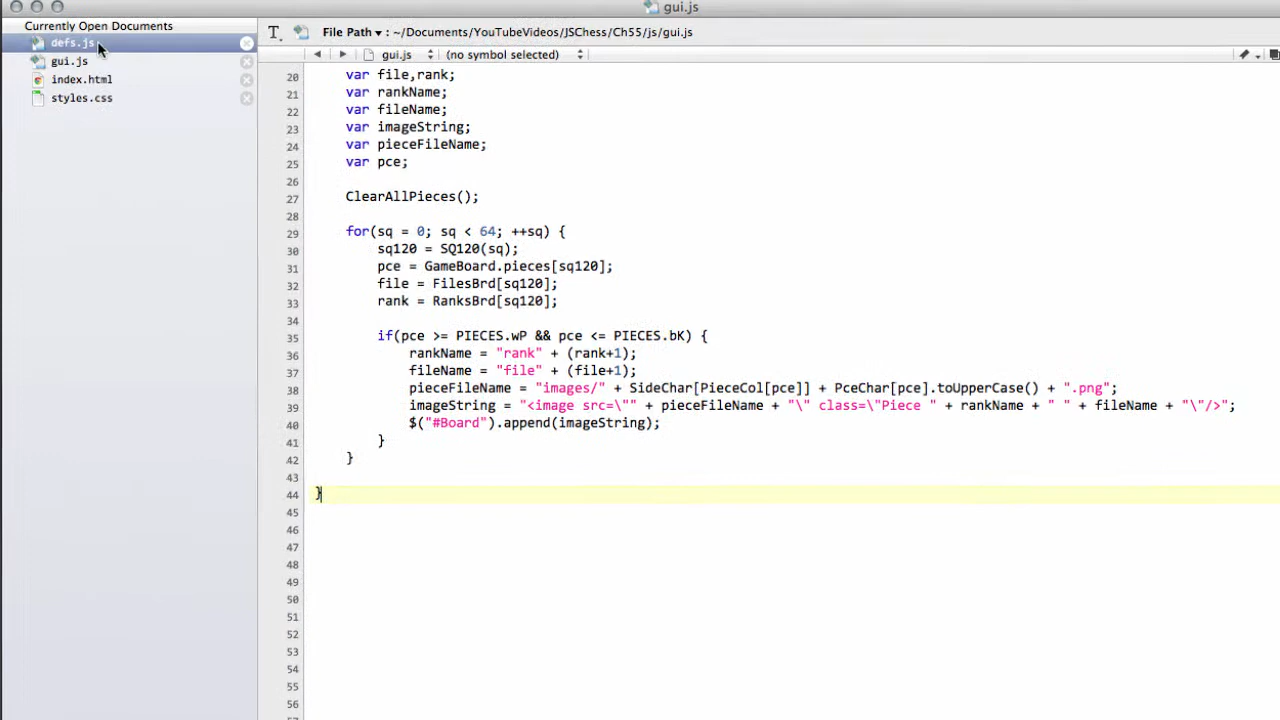 gui.js
Currently Open Documents
defs.js
gui.js
index.html
styles.css
T. File Path ▾ : ~/Documents/YouTubeVideos/JSChess/Ch55/js/gui.js
gui.js (no symbol selected)
20 var file,rank;
21 var rankName;
22 var fileName;
23 var imageString;
24 var pieceFileName;
25 var pce;
26
27 ClearAllPieces();
28
29 for(sq = 0; sq < 64; ++sq) {
30 sq120 = SQ120(sq);
31 pce = GameBoard.pieces[sq120];
32 file = FilesBrd[sq120];
33 rank = RanksBrd[sq120];
34
35 if(pce >= PIECES.wP && pce <= PIECES.bK) {
36 rankName = "rank" + (rank+1);
37 fileName = "file" + (file+1);
38 pieceFileName = "images/" + SideChar[PieceCol[pce]] + PceChar[pce].toUpperCase() + ".png";
39 imageString = "<image src=\"" + pieceFileName + "\" class=\"Piece " + rankName + " " + fileName + "\"/>";
40 $("#Board").append(imageString);
41 }
42 }
43
44 }
45
46
47
48
49
50
51
52
53
54
55
56